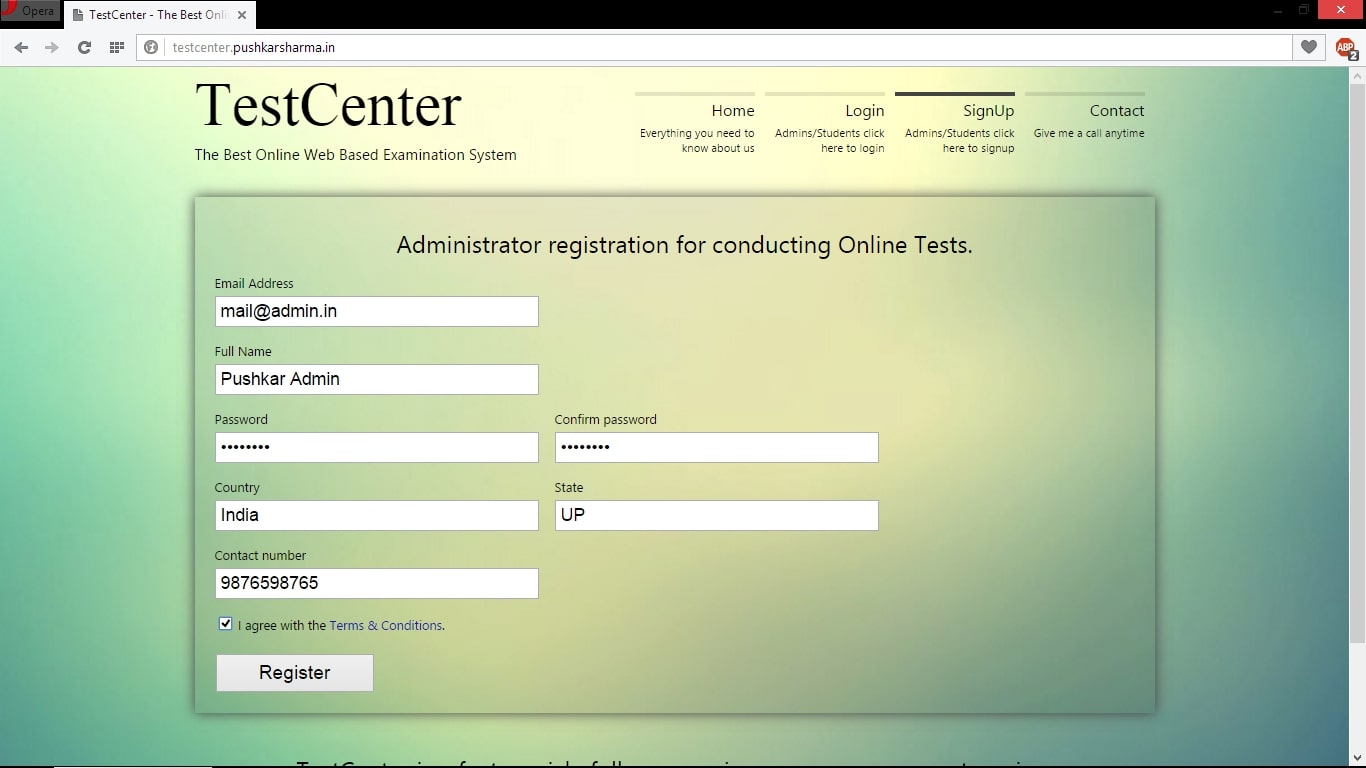 Opera
TestCenter - The Best Onli
testcenter.pushkarsharma.in
ABP
2
TestCenter
The Best Online Web Based Examination System
Home
Everything you need to
know about us
Login
Admins/Students click
here to login
SignUp
Admins/Students click
here to signup
Contact
Give me a call anytime
Administrator registration for conducting Online Tests.
Email Address
mail@admin.in
Full Name
Pushkar Admin
Password
Confirm password
••••••••
••••••••
Country
State
India
UP
Contact number
9876598765
I agree with the Terms & Conditions.
Register